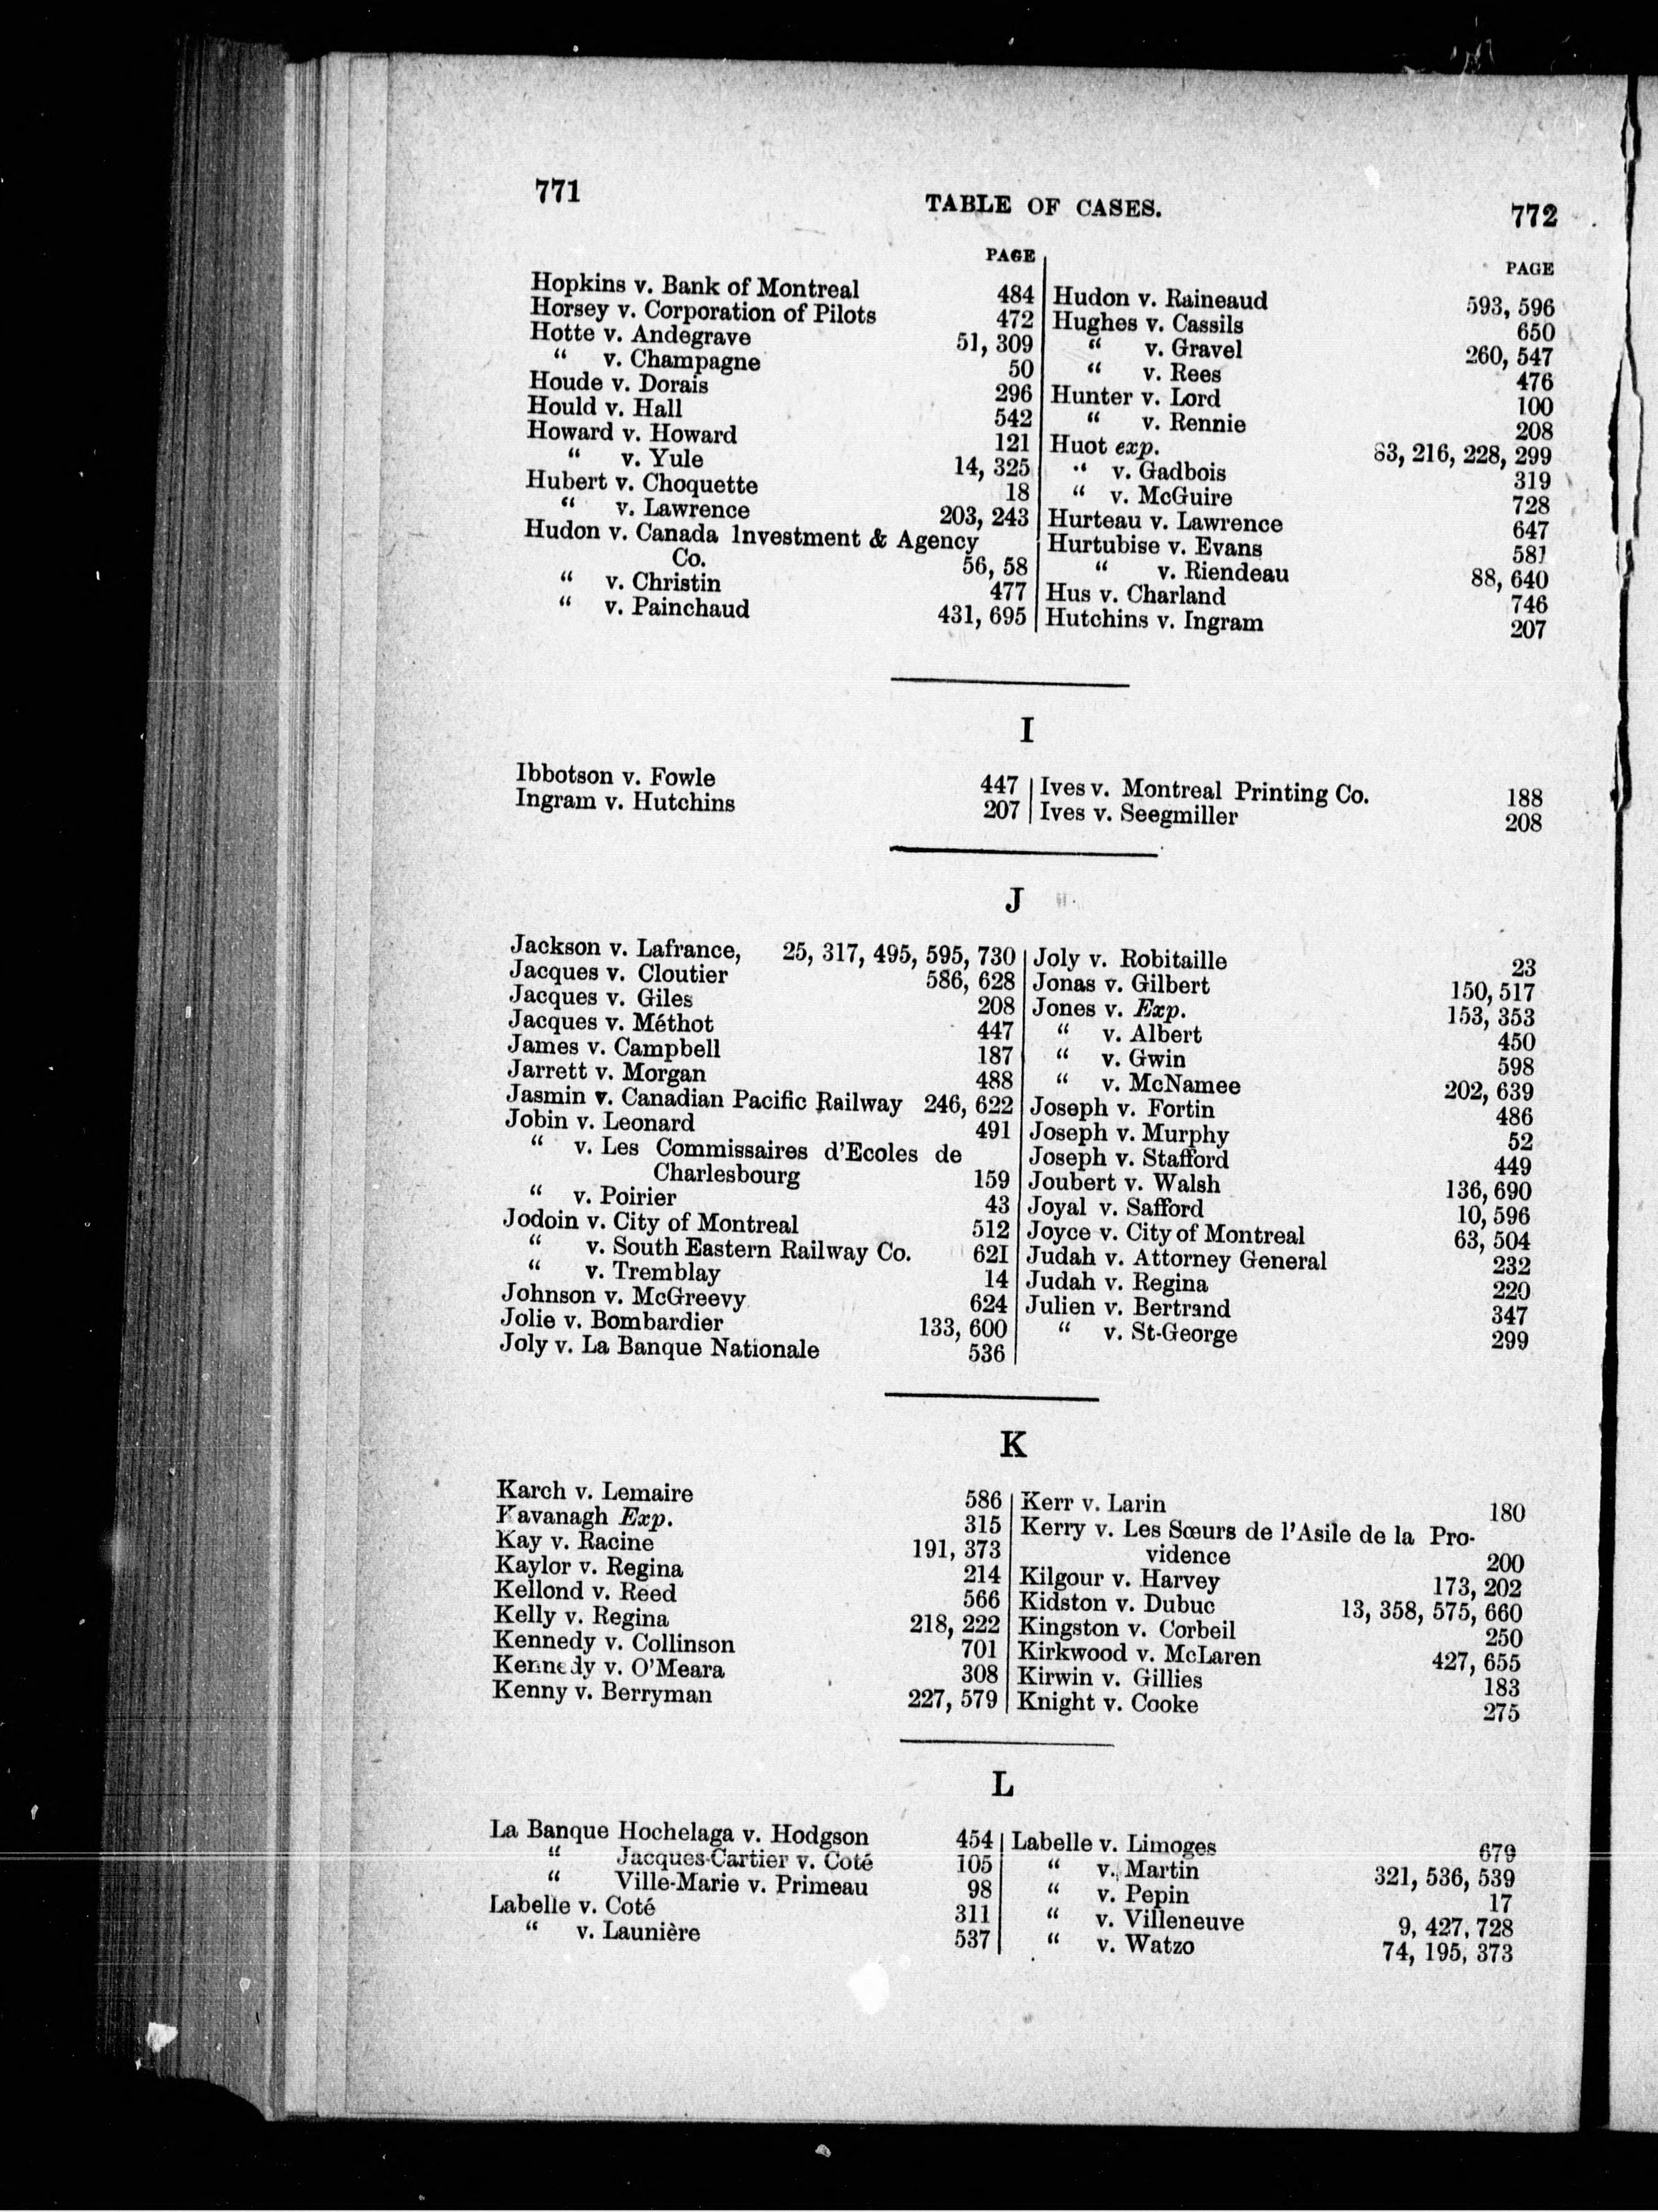 771
TABLE OF CASES.
772
PAGE
Hopkins v. Bank of Montreal 484
Horsey v. Corporation of Pilots 472
Hotte v. Andegrave 51, 309
“ v. Champagne 50
Houde v. Dorais 296
Hould v. Hall 542
Howard v. Howard 121
“ v. Yule 14, 325
Hubert v. Choquette 18
“ v. Lawrence 203, 243
Hudon v. Canada Investment & Agency
Co. 56, 58
“ v. Christin 477
“ v. Painchaud 431, 695
PAGE
Hudon v. Raineaud 593, 596
Hughes v. Cassils 650
“ v. Gravel 260, 547
“ v. Rees 476
Hunter v. Lord 100
“ v. Rennie 208
Huot exp. 83, 216, 228, 299
“ v. Gadbois 319
“ v. McGuire 728
Hurteau v. Lawrence 647
Hurtubise v. Evans 581
“ v. Riendeau 88, 640
Hus v. Charland 746
Hutchins v. Ingram 207
I
Ibbotson v. Fowle 447
Ingram v. Hutchins 207
Ives v. Montreal Printing Co. 188
Ives v. Seegmiller 208
J
Jackson v. Lafrance, 25, 317, 495, 595, 730
Jacques v. Cloutier 586, 628
Jacques v. Giles 208
Jacques v. Méthot 447
James v. Campbell 187
Jarrett v. Morgan 488
Jasmin v. Canadian Pacific Railway 246, 622
Jobin v. Leonard 491
“ v. Les Commissaires d'Ecoles de
Charlesbourg 159
“ v. Poirier 43
Jodoin v. City of Montreal 512
“ v. South Eastern Railway Co. 621
“ v. Tremblay 14
Johnson v. McGreevy 624
Jolie v. Bombardier 133, 600
Joly v. La Banque Nationale 536
Joly v. Robitaille 23
Jonas v. Gilbert 150, 517
Jones v. Exp. 153, 353
“ v. Albert 450
“ v. Gwin 598
“ v. McNamee 202, 639
Joseph v. Fortin 486
Joseph v. Murphy 52
Joseph v. Stafford 449
Joubert v. Walsh 136, 690
Joyal v. Safford 10, 596
Joyce v. City of Montreal 63, 504
Judah v. Attorney General 232
Judah v. Regina 220
Julien v. Bertrand 347
“ v. St-George 299
K
Karch v. Lemaire 586
Kavanagh Exp. 315
Kay v. Racine 191, 373
Kaylor v. Regina 214
Kellond v. Reed 566
Kelly v. Regina 218, 222
Kennedy v. Collinson 701
Kennedy v. O'Meara 308
Kenny v. Berryman 227, 579
Kerr v. Larin 180
Kerry v. Les Sœurs de l'Asile de la Pro-
vidence 200
Kilgour v. Harvey 173, 202
Kidston v. Dubuc 13, 358, 575, 660
Kingston v. Corbeil 250
Kirkwood v. McLaren 427, 655
Kirwin v. Gillies 183
Knight v. Cooke 275
L
La Banque Hochelaga v. Hodgson 454
“ Jacques-Cartier v. Coté 105
“ Ville-Marie v. Primeau 98
Labelle v. Coté 311
“ v. Launière 537
Labelle v. Limoges 679
“ v. Martin 321, 536, 539
“ v. Pepin 17
“ v. Villeneuve 9, 427, 728
“ v. Watzo 74, 195, 373